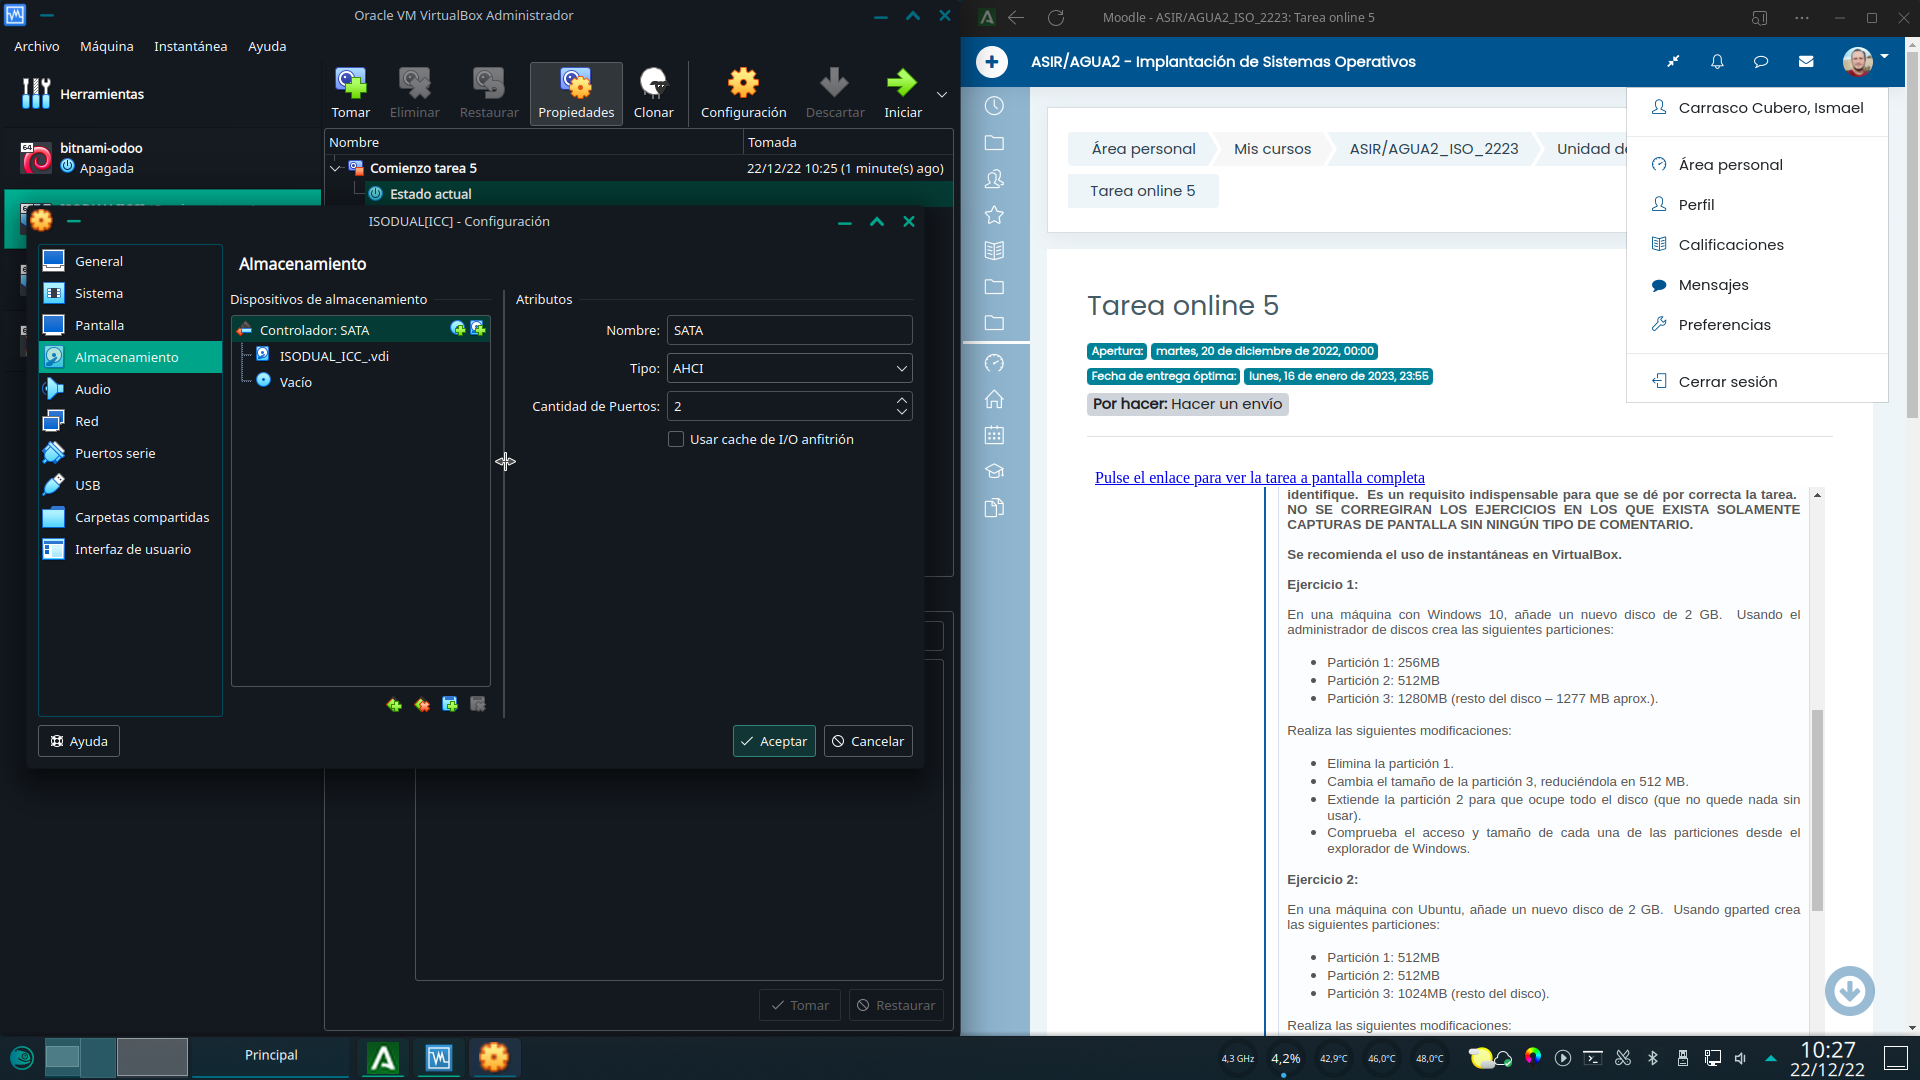 Oracle VM VirtualBox Administrador
Archivo Máquina Instantánea Ayuda
Herramientas
Tomar Eliminar Restaurar Propiedades Clonar Configuración Descartar Iniciar
Nombre Tomada
64 bitnami-odoo
Apagada
Comienzo tarea 5 22/12/22 10:25 (1 minute(s) ago)
Estado actual
ISODUAL[ICC] - Configuración
General
Sistema
Pantalla
Almacenamiento
Audio
Red
Puertos serie
USB
Carpetas compartidas
Interfaz de usuario
Almacenamiento
Dispositivos de almacenamiento
Controlador: SATA
ISODUAL_ICC_.vdi
Vacío
Atributos
Nombre: SATA
Tipo: AHCI
Cantidad de Puertos: 2
Usar cache de I/O anfitrión
Ayuda Aceptar Cancelar
Tomar Restaurar
Moodle - ASIR/AGUA2_ISO_2223: Tarea online 5
ASIR/AGUA2 - Implantación de Sistemas Operativos
Área personal Mis cursos ASIR/AGUA2_ISO_2223 Unidad de
Tarea online 5
Carrasco Cubero, Ismael
Área personal
Perfil
Calificaciones
Mensajes
Preferencias
Cerrar sesión
Tarea online 5
Apertura: martes, 20 de diciembre de 2022, 00:00
Fecha de entrega óptima: lunes, 16 de enero de 2023, 23:55
Por hacer: Hacer un envío
Pulse el enlace para ver la tarea a pantalla completa
identifique. Es un requisito indispensable para que se dé por correcta la tarea.
NO SE CORREGIRAN LOS EJERCICIOS EN LOS QUE EXISTA SOLAMENTE
CAPTURAS DE PANTALLA SIN NINGÚN TIPO DE COMENTARIO.
Se recomienda el uso de instantáneas en VirtualBox.
Ejercicio 1:
En una máquina con Windows 10, añade un nuevo disco de 2 GB. Usando el
administrador de discos crea las siguientes particiones:
• Partición 1: 256MB
• Partición 2: 512MB
• Partición 3: 1280MB (resto del disco – 1277 MB aprox.).
Realiza las siguientes modificaciones:
• Elimina la partición 1.
• Cambia el tamaño de la partición 3, reduciéndola en 512 MB.
• Extiende la partición 2 para que ocupe todo el disco (que no quede nada sin
usar).
• Comprueba el acceso y tamaño de cada una de las particiones desde el
explorador de Windows.
Ejercicio 2:
En una máquina con Ubuntu, añade un nuevo disco de 2 GB. Usando gparted crea
las siguientes particiones:
• Partición 1: 512MB
• Partición 2: 512MB
• Partición 3: 1024MB (resto del disco).
Realiza las siguientes modificaciones:
Principal
4,3 GHz 4,2% 42,9°C 46,0°C 48,0°C
10:27
22/12/22